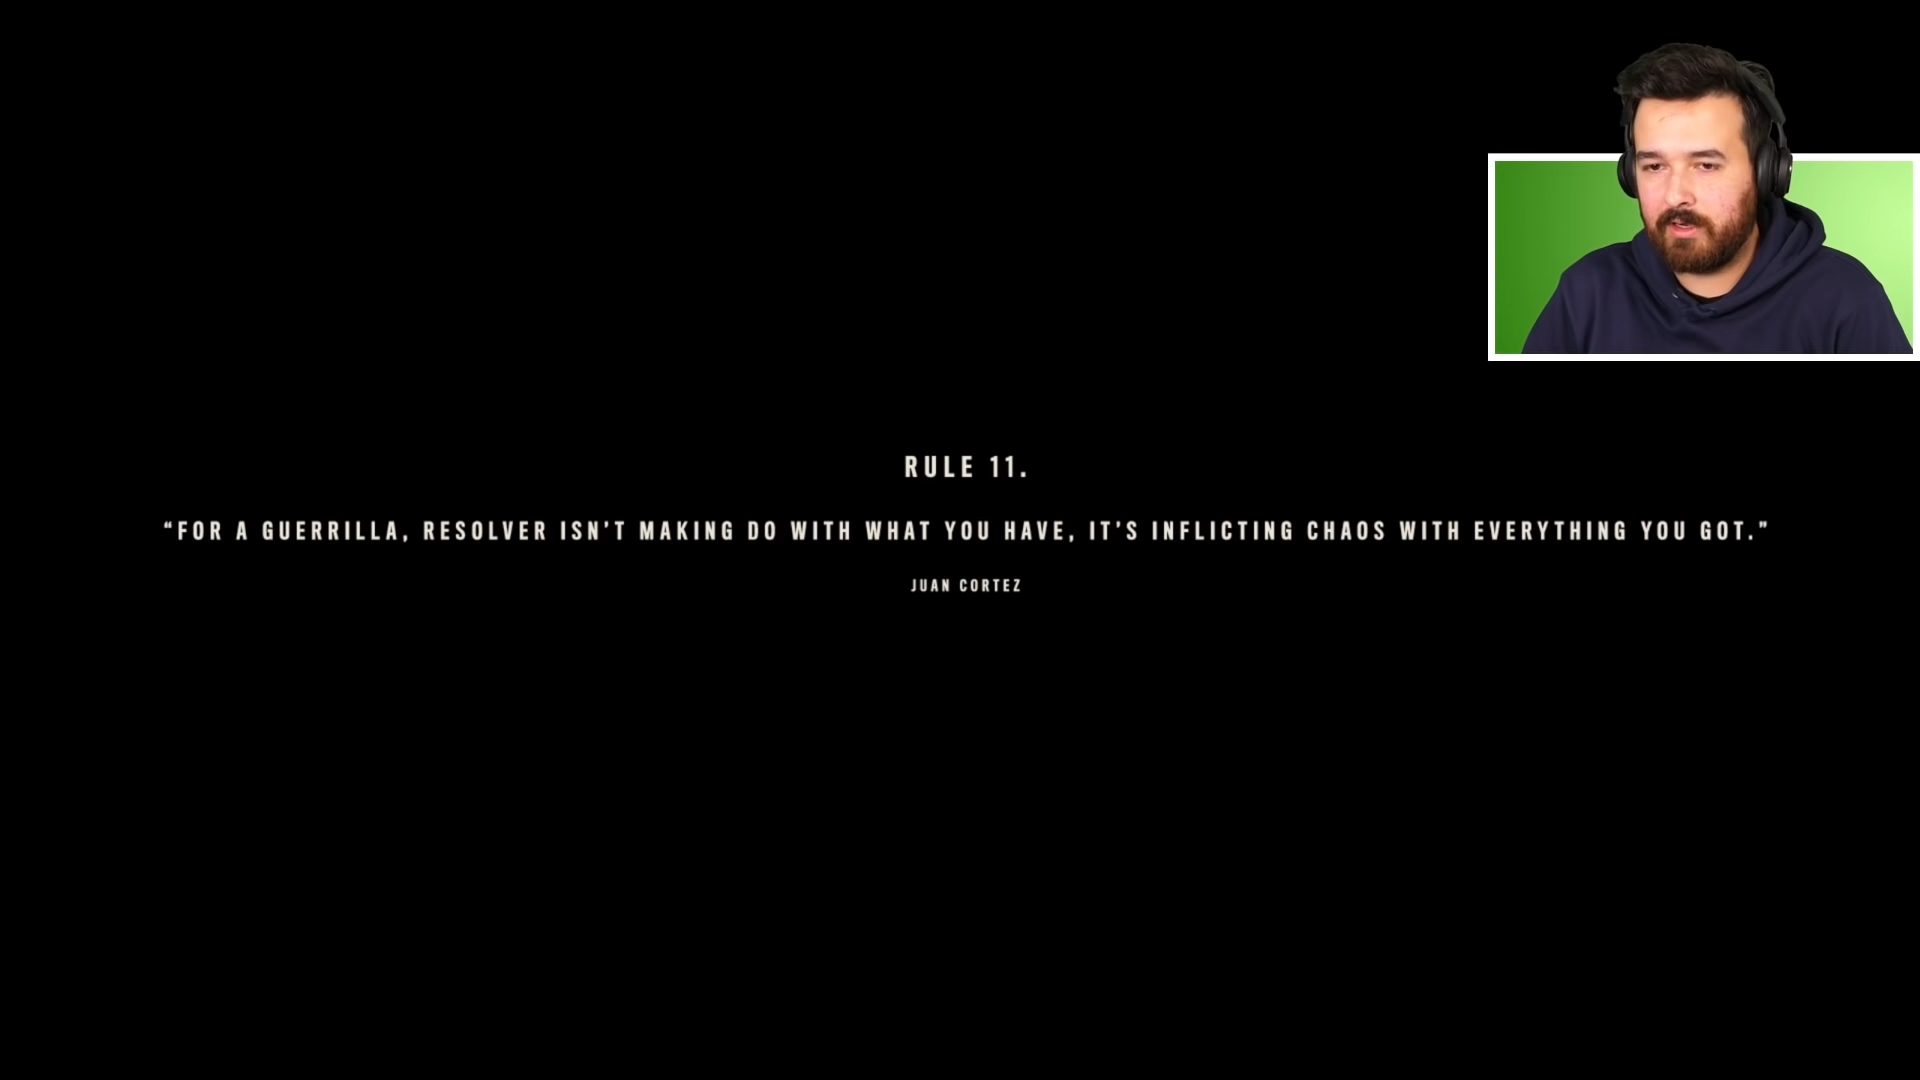 RULE 11.
“FOR A GUERRILLA, RESOLVER ISN’T MAKING DO WITH WHAT YOU HAVE, IT’S INFLICTING CHAOS WITH EVERYTHING YOU GOT.”
JUAN CORTEZ